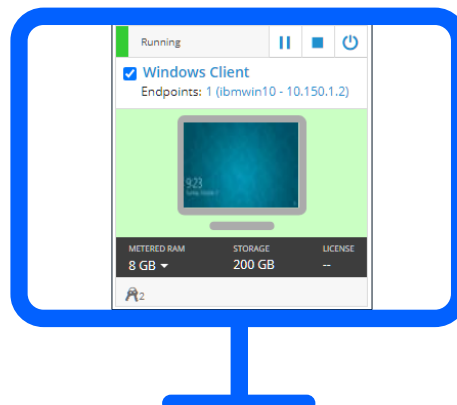 Running
Windows Client
Endpoints: 1 (ibmwin10 - 10.150.1.2)
9:23
METERED RAM STORAGE LICENSE
8 GB 200 GB --
2